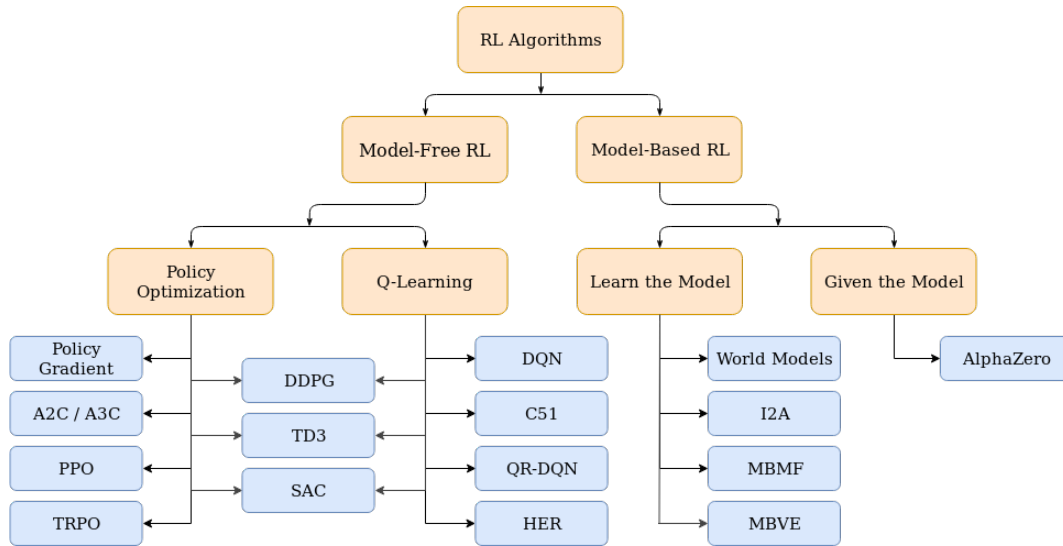 RL Algorithms
Model-Free RL
Model-Based RL
Policy
Optimization
Q-Learning
Learn the Model
Given the Model
Policy
Gradient
DQN
World Models
AlphaZero
DDPG
A2C / A3C
C51
I2A
TD3
PPO
QR-DQN
MBMF
SAC
TRPO
HER
MBVE